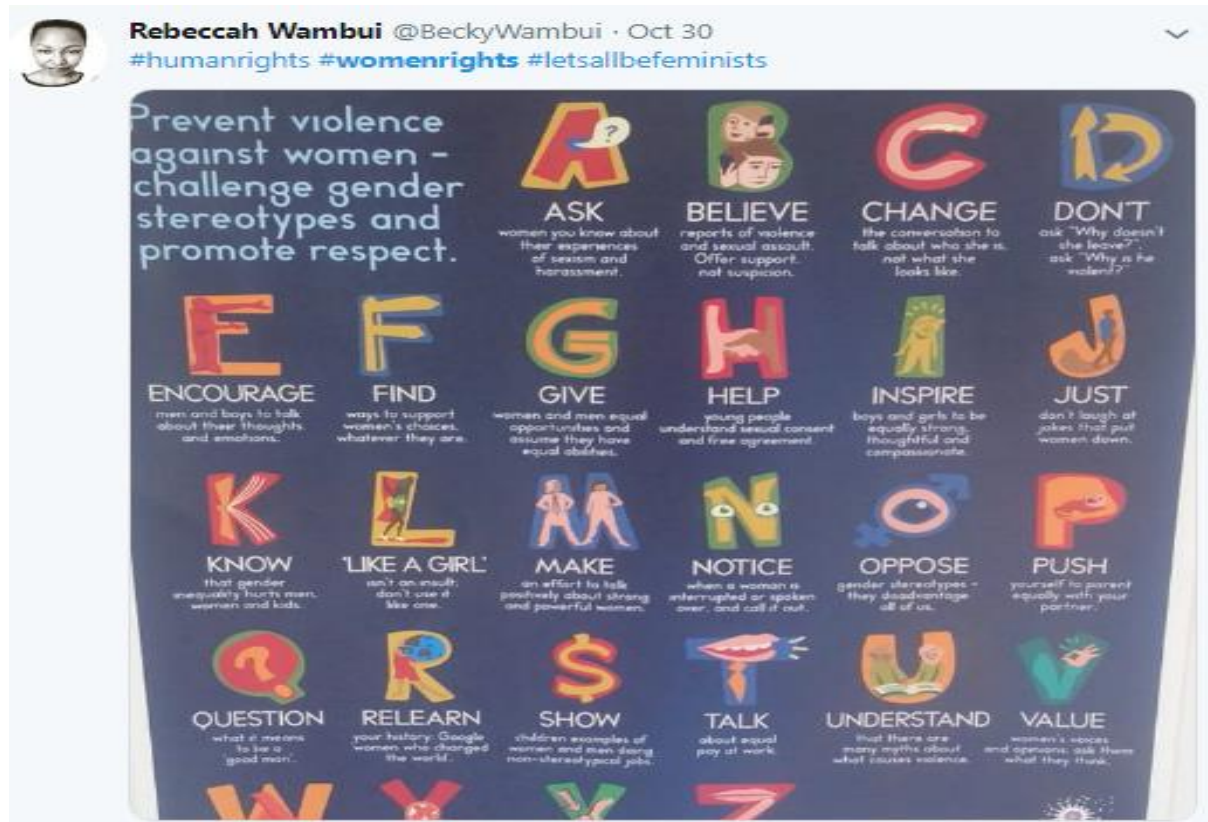 Rebeccah Wambui @BeckyWambui · Oct 30
#humanrights #womenrights #letsallbefeminists
Prevent violence
against women -
challenge gender
stereotypes and
promote respect.
A
?
ASK
women you know about
their experiences
of sexism and
harassment.
B
BELIEVE
reports of violence
and sexual assault.
Offer support,
not suspicion.
C
CHANGE
the conversation to
talk about who she is,
not what she
looks like.
D
DON'T
ask "Why doesn't
she leave?",
ask "Why is he
violent?"
E
ENCOURAGE
men and boys to talk
about their thoughts
and emotions.
F
FIND
ways to support
women's choices,
whatever they are.
G
GIVE
women and men equal
opportunities and
assume they have
equal abilities.
H
HELP
young people
understand sexual consent
and free agreement.
I
INSPIRE
boys and girls to be
equally strong,
thoughtful and
compassionate.
J
JUST
don't laugh at
jokes that put
women down.
K
KNOW
that gender
inequality hurts men,
women and kids.
L
'LIKE A GIRL'
isn't an insult;
don't use it
like one.
M
MAKE
an effort to talk
positively about strong
and powerful women.
N
NOTICE
when a woman is
interrupted or spoken
over, and call it out.
O
OPPOSE
gender stereotypes –
they disadvantage
all of us.
P
PUSH
yourself to parent
equally with your
partner.
Q
?
QUESTION
what it means
to be a
'good man'.
R
RELEARN
your history: Google
'women who changed
the world'.
$
SHOW
children examples of
women and men doing
non-stereotypical jobs.
T
TALK
about equal
pay at work.
U
UNDERSTAND
that there are
many myths about
what causes violence.
V
VALUE
women's voices
and opinions; ask them
what they think.
W X Y Z